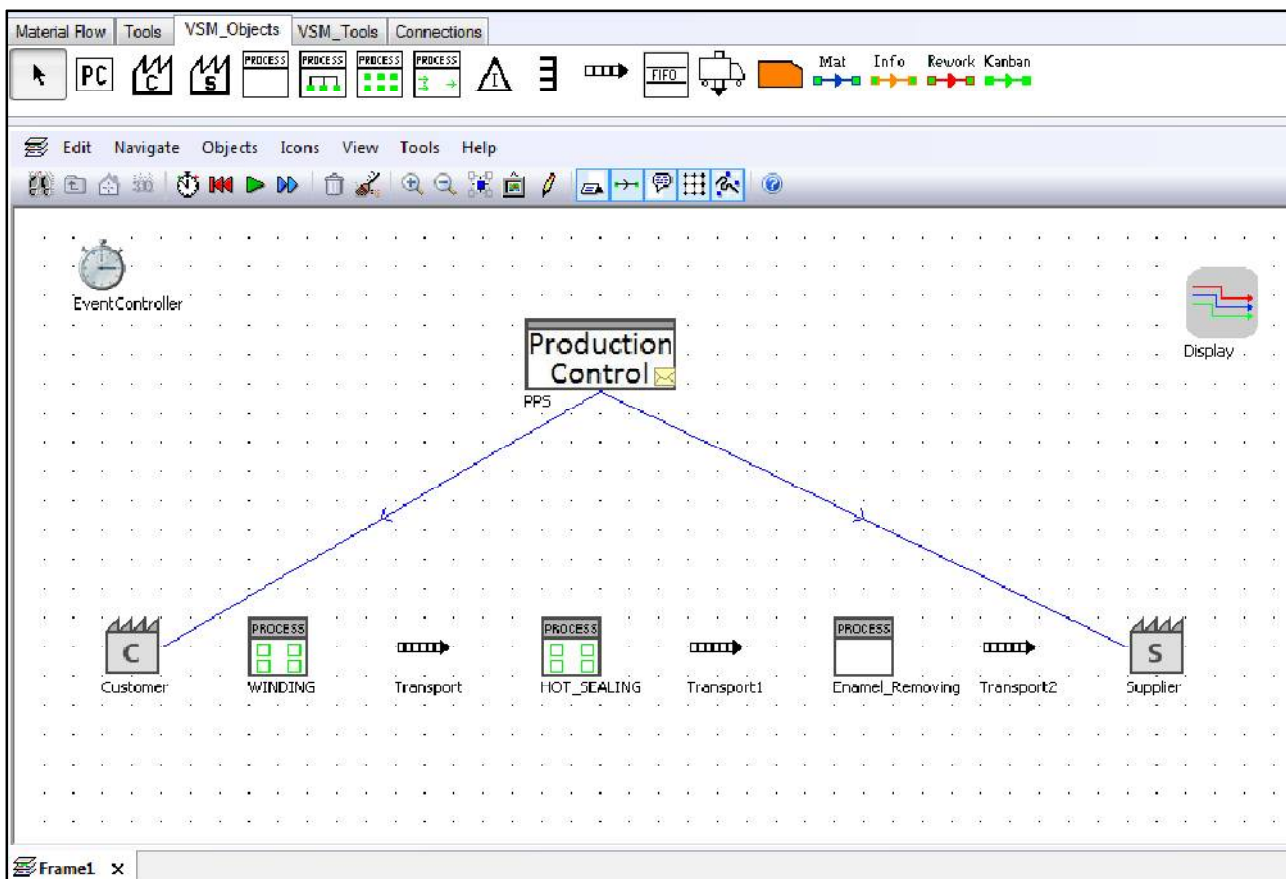 Material Flow Tools VSM_Objects VSM_Tools Connections
PC C S PROCESS PROCESS PROCESS PROCESS I FIFO Mat Info Rework Kanban
Edit Navigate Objects Icons View Tools Help
EventController
Production
Control
Display
PPS
PROCESS PROCESS PROCESS
C S
Customer WINDING Transport HOT_SEALING Transport1 Enamel_Removing Transport2 Supplier
Frame1 X